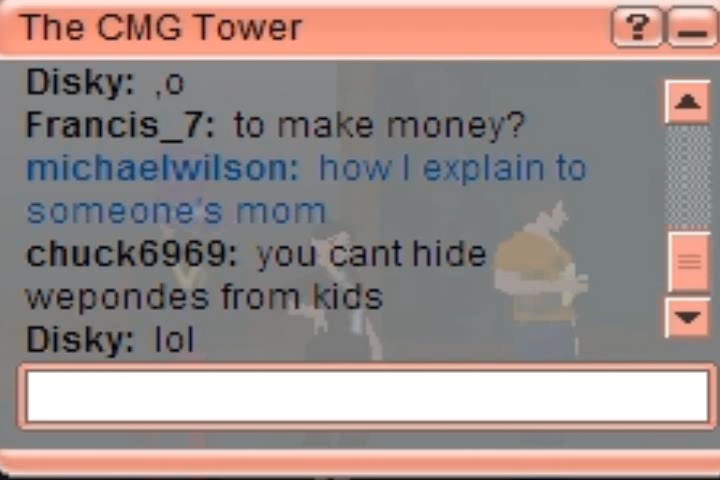 The CMG Tower
?
Disky: ,o
Francis_7: to make money?
michaelwilson: how I explain to
someone's mom
chuck6969: you cant hide
wepondes from kids
Disky: lol